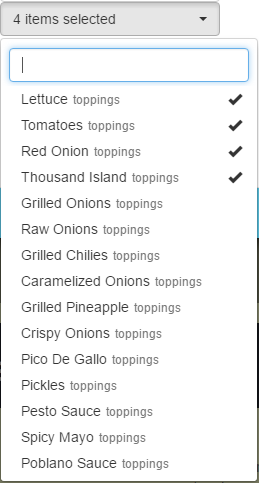 4 items selected
Lettuce toppings
Tomatoes toppings
Red Onion toppings
Thousand Island toppings
Grilled Onions toppings
Raw Onions toppings
Grilled Chilies toppings
Caramelized Onions toppings
Grilled Pineapple toppings
Crispy Onions toppings
Pico De Gallo toppings
Pickles toppings
Pesto Sauce toppings
Spicy Mayo toppings
Poblano Sauce toppings